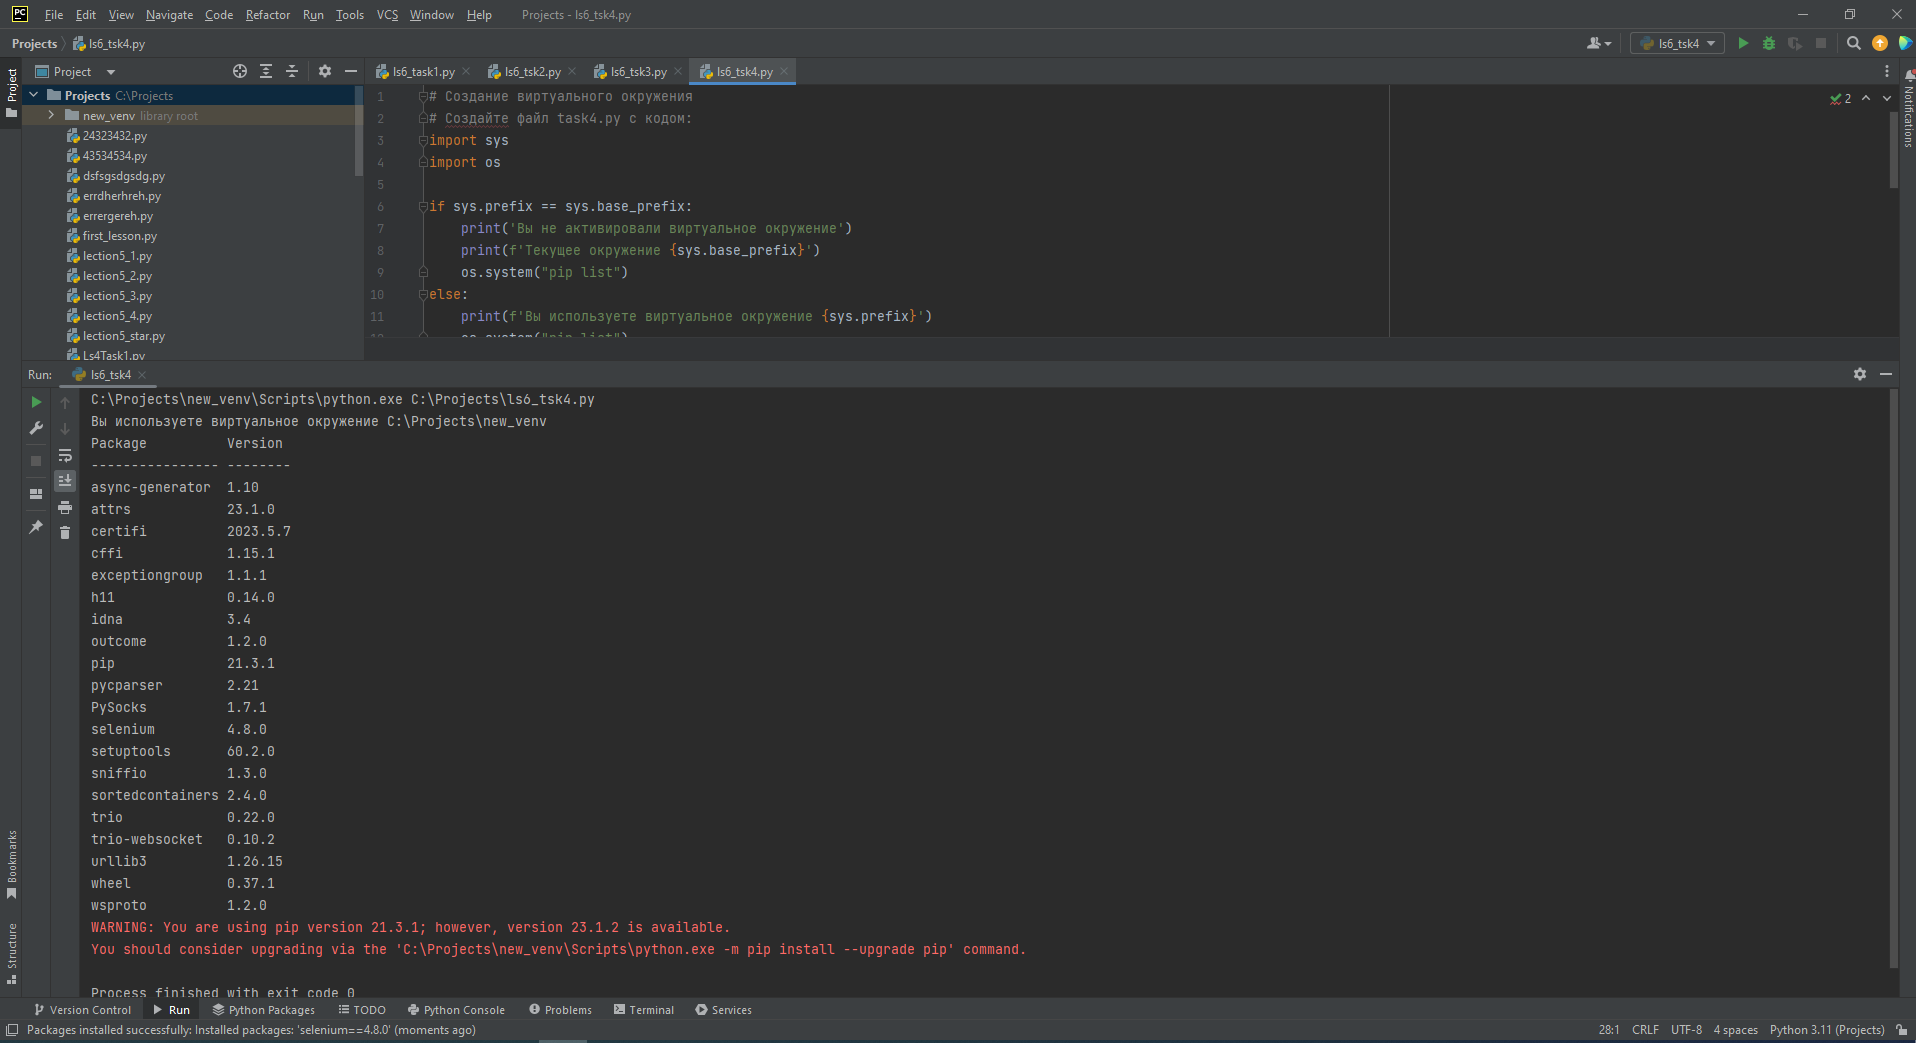 PC File Edit View Navigate Code Refactor Run Tools VCS Window Help Projects - ls6_tsk4.py
Projects ls6_tsk4.py ls6_tsk4
Project
Project ls6_task1.py ls6_tsk2.py ls6_tsk3.py ls6_tsk4.py
Notifications
Projects C:\Projects
new_venv library root
24323432.py
43534534.py
dsfsgsdgsdg.py
errdherhreh.py
errergereh.py
first_lesson.py
lection5_1.py
lection5_2.py
lection5_3.py
lection5_4.py
lection5_star.py
Ls4Task1.py
2
1 # Создание виртуального окружения
2 # Создайте файл task4.py с кодом:
3 import sys
4 import os
5
6 if sys.prefix == sys.base_prefix:
7 print('Вы не активировали виртуальное окружение')
8 print(f'Текущее окружение {sys.base_prefix}')
9 os.system("pip list")
10 else:
11 print(f'Вы используете виртуальное окружение {sys.prefix}')
12 os.system("pip list")
Run: ls6_tsk4
C:\Projects\new_venv\Scripts\python.exe C:\Projects\ls6_tsk4.py
Вы используете виртуальное окружение C:\Projects\new_venv
Package Version
---------------- --------
async-generator 1.10
attrs 23.1.0
certifi 2023.5.7
cffi 1.15.1
exceptiongroup 1.1.1
h11 0.14.0
idna 3.4
outcome 1.2.0
pip 21.3.1
pycparser 2.21
PySocks 1.7.1
selenium 4.8.0
setuptools 60.2.0
sniffio 1.3.0
sortedcontainers 2.4.0
trio 0.22.0
trio-websocket 0.10.2
urllib3 1.26.15
wheel 0.37.1
wsproto 1.2.0
WARNING: You are using pip version 21.3.1; however, version 23.1.2 is available.
You should consider upgrading via the 'C:\Projects\new_venv\Scripts\python.exe -m pip install --upgrade pip' command.
Process finished with exit code 0
Bookmarks
Structure
Version Control Run Python Packages TODO Python Console Problems Terminal Services
Packages installed successfully: Installed packages: 'selenium==4.8.0' (moments ago) 28:1 CRLF UTF-8 4 spaces Python 3.11 (Projects)